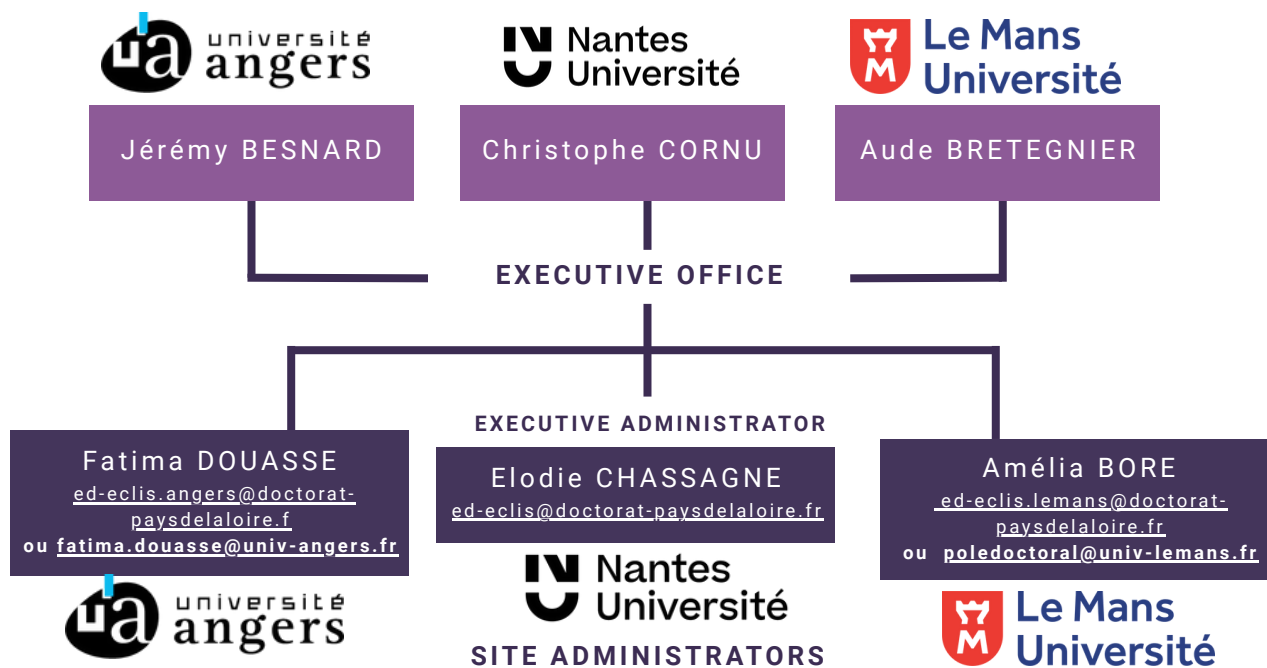 université
angers
Nantes
Université
Le Mans
Université
Jérémy BESNARD
Christophe CORNU
Aude BRETEGNIER
EXECUTIVE OFFICE
EXECUTIVE ADMINISTRATOR
Fatima DOUASSE
ed-eclis.angers@doctorat-
paysdelaloire.f
ou fatima.douasse@univ-angers.fr
Elodie CHASSAGNE
ed-eclis@doctorat-paysdelaloire.fr
Amélia BORE
ed-eclis.lemans@doctorat-
paysdelaloire.fr
ou poledoctoral@univ-lemans.fr
université
angers
Nantes
Université
Le Mans
Université
SITE ADMINISTRATORS